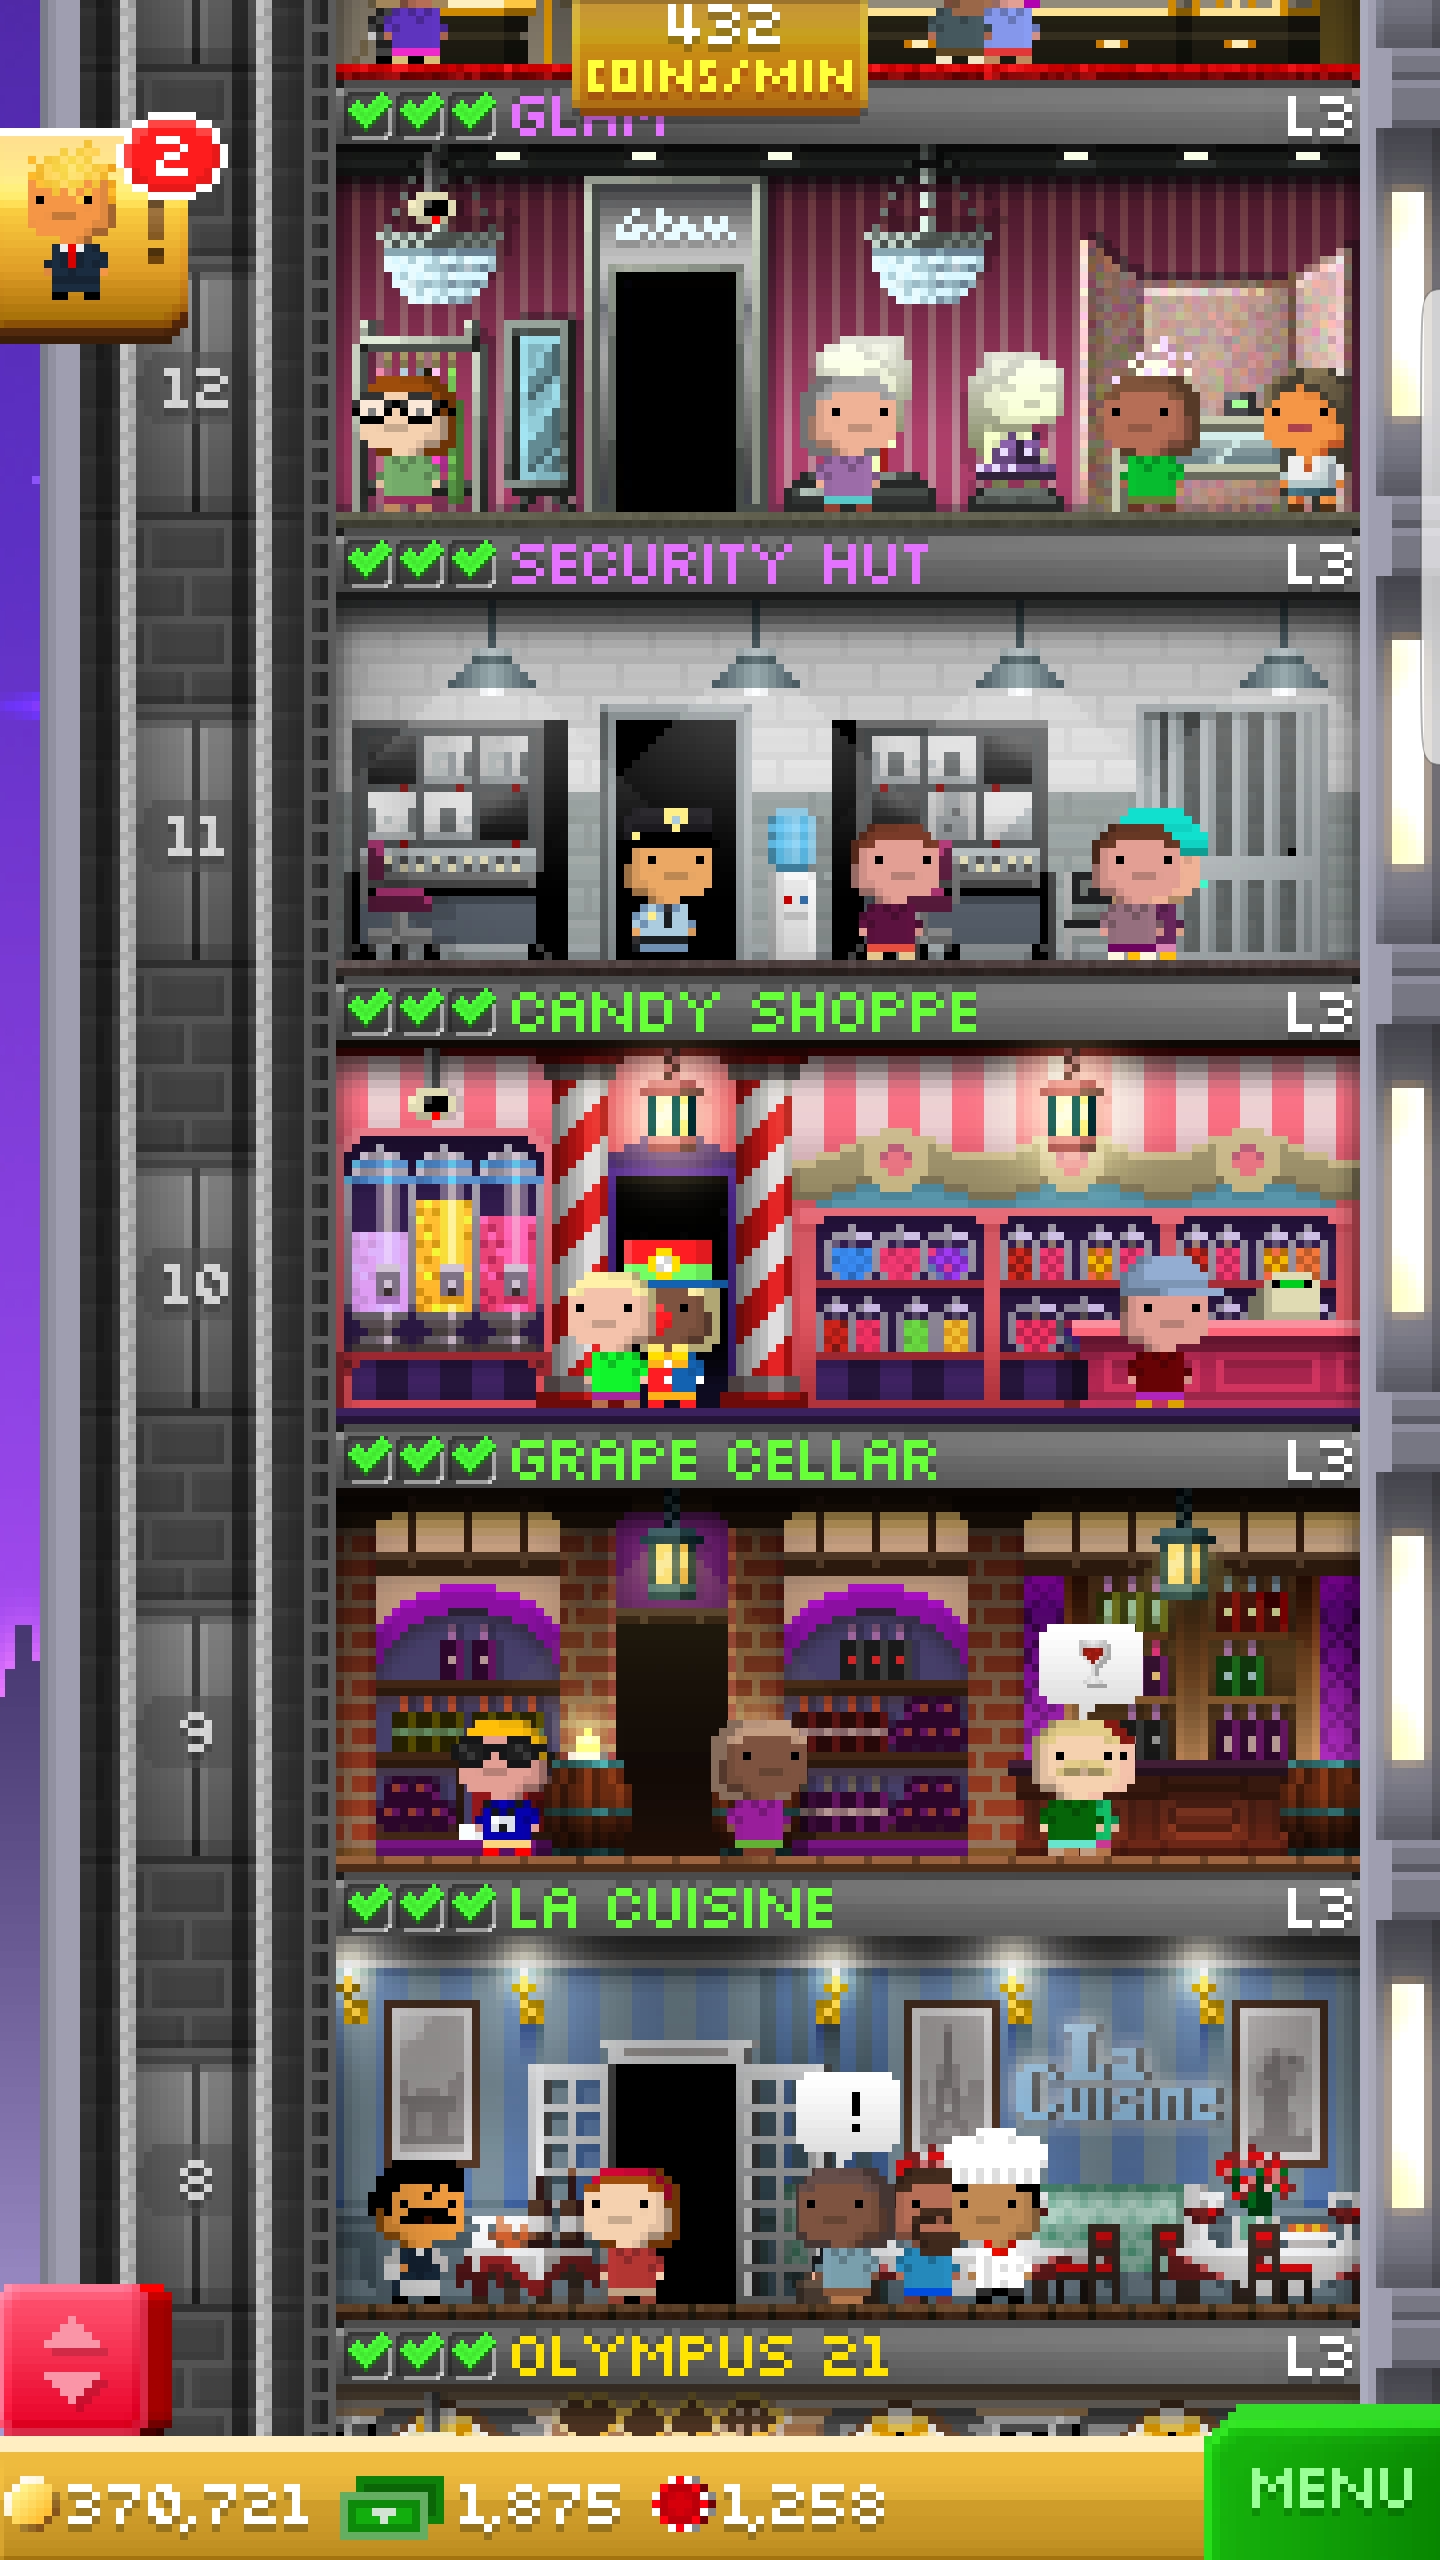 432
COINS/MIN
GLAM
L3
2
!
Glam
12
SECURITY HUT
L3
11
CANDY SHOPPE
L3
10
GRAPE CELLAR
L3
9
LA CUISINE
L3
La
Cuisine
!
8
OLYMPUS 21
L3
370,721 1,875 1,258
MENU